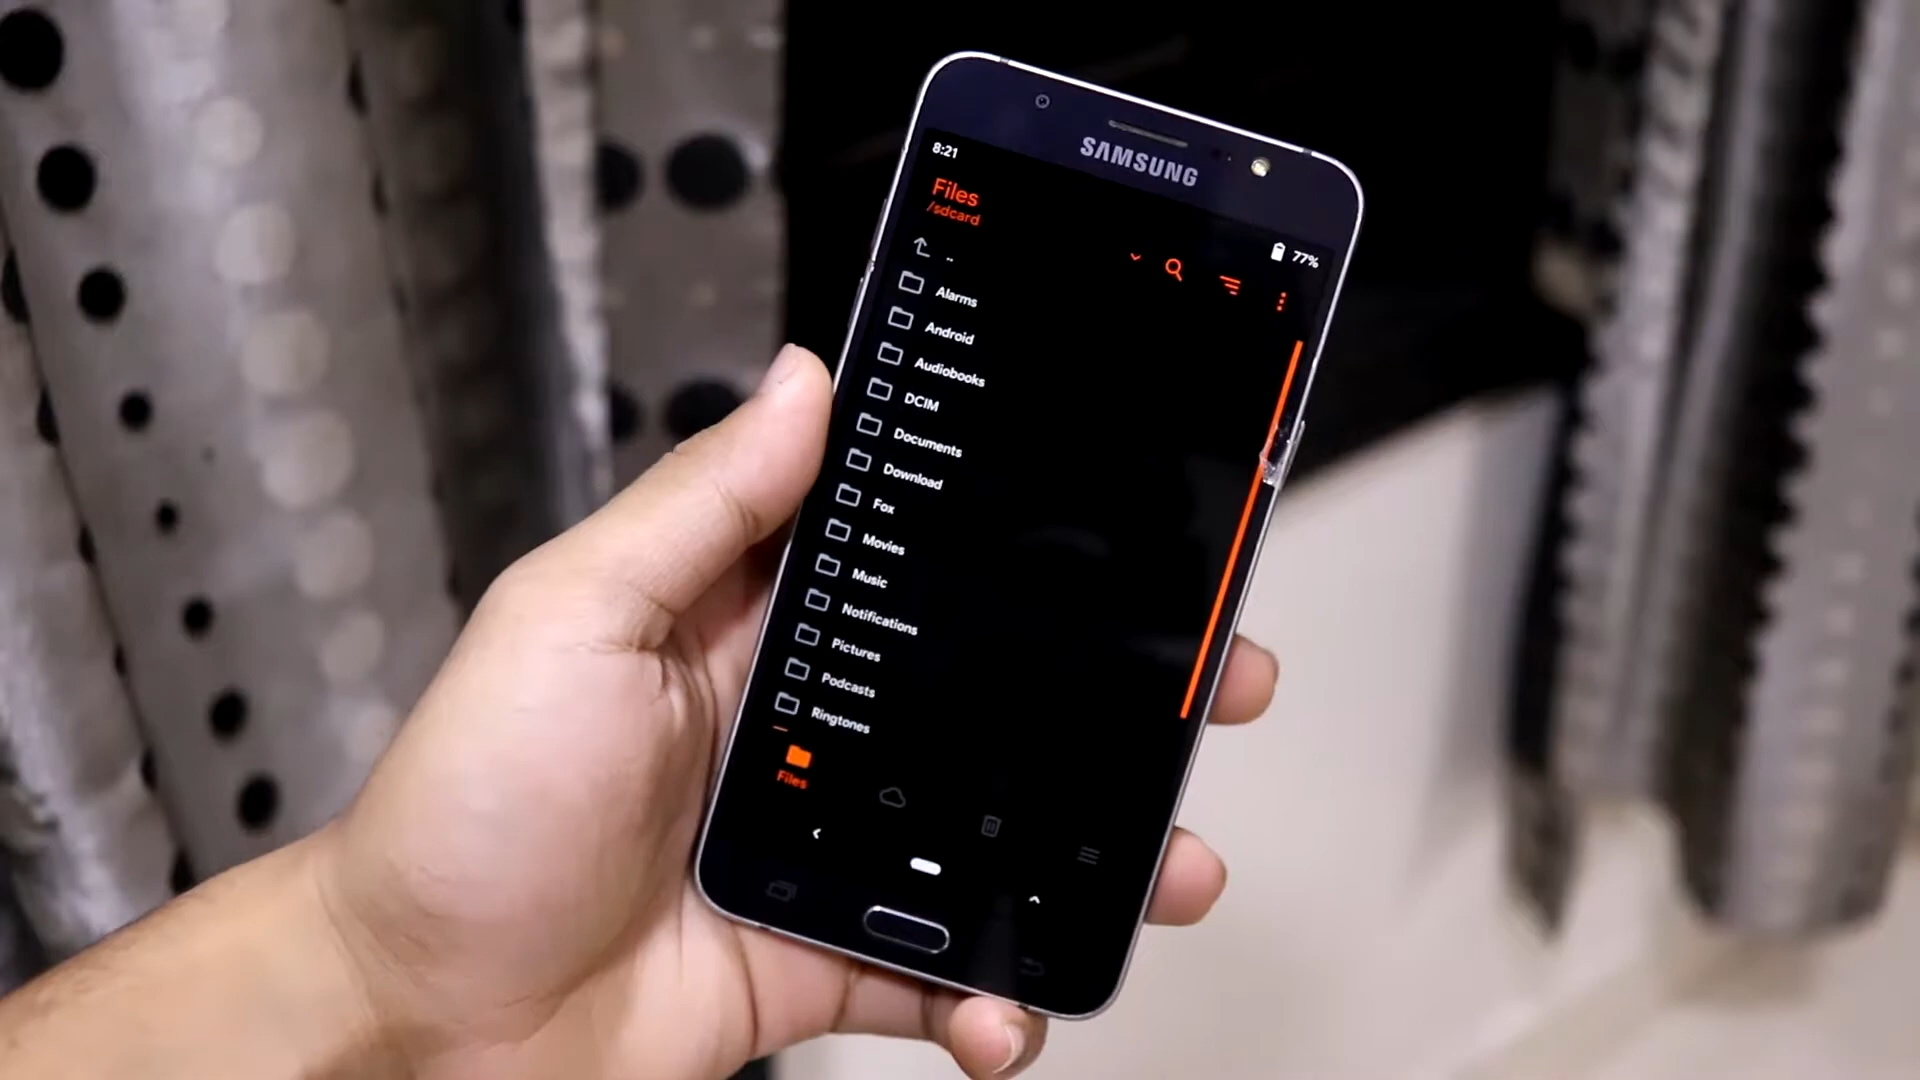 SAMSUNG
8:21
77%
Files
/sdcard
..
Alarms
Android
Audiobooks
DCIM
Documents
Download
Fox
Movies
Music
Notifications
Pictures
Podcasts
Ringtones
Files